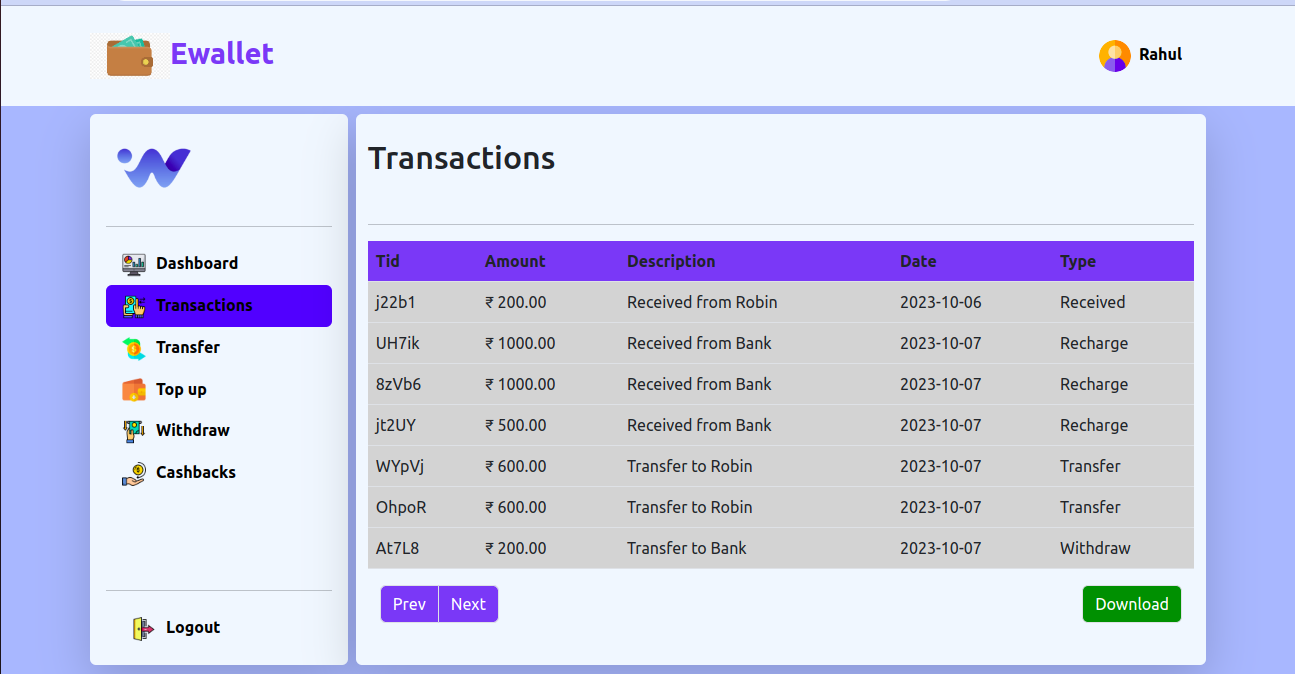 Ewallet
Rahul
Transactions
Dashboard
Transactions
Transfer
Top up
Withdraw
Cashbacks
Logout
Tid Amount Description Date Type
j22b1 ₹ 200.00 Received from Robin 2023-10-06 Received
UH7ik ₹ 1000.00 Received from Bank 2023-10-07 Recharge
8zVb6 ₹ 1000.00 Received from Bank 2023-10-07 Recharge
jt2UY ₹ 500.00 Received from Bank 2023-10-07 Recharge
WYpVj ₹ 600.00 Transfer to Robin 2023-10-07 Transfer
OhpoR ₹ 600.00 Transfer to Robin 2023-10-07 Transfer
At7L8 ₹ 200.00 Transfer to Bank 2023-10-07 Withdraw
Prev Next Download